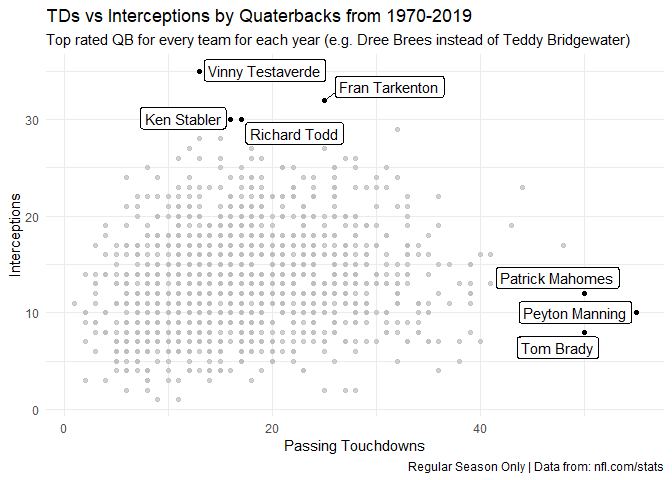 TDs vs Interceptions by Quaterbacks from 1970-2019
Top rated QB for every team for each year (e.g. Dree Brees instead of Teddy Bridgewater)
Vinny Testaverde
Fran Tarkenton
Ken Stabler
Richard Todd
Patrick Mahomes
Peyton Manning
Tom Brady
Interceptions
30
20
10
0
0
20
40
Passing Touchdowns
Regular Season Only | Data from: nfl.com/stats